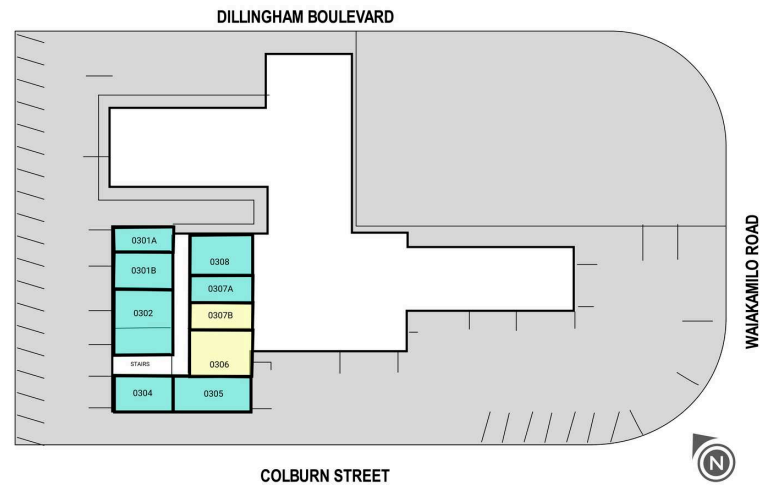 DILLINGHAM BOULEVARD
0301A
0308
0301B
0307A
0302
0307B
STAIRS
0306
0304
0305
WAIAKAMILO ROAD
COLBURN STREET
N